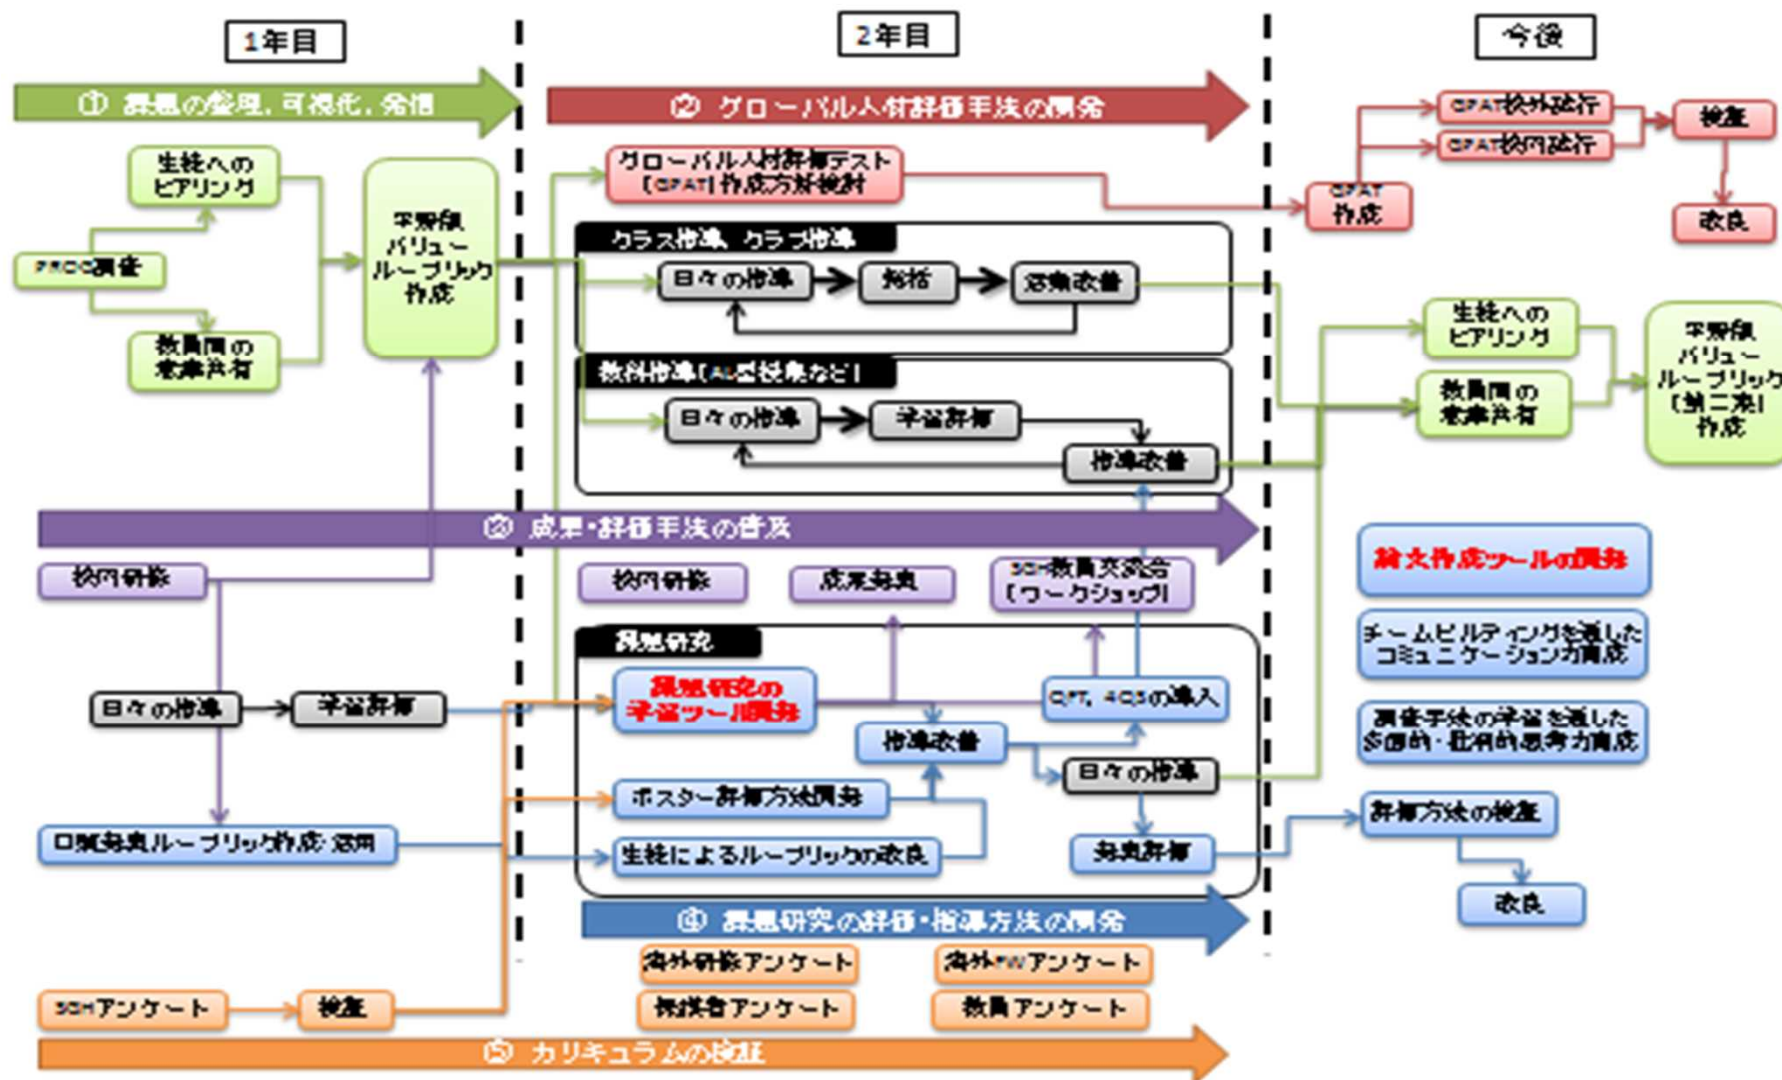 1年目
2年目
今後
① 課題の整理、可視化、発信
② グローバル人材評価手法の開発
生徒への
ヒアリング
PROG調査
教員間の
意識共有
バリュー
ルーブリック
作成
グローバル人材評価テスト
(GPAT)作成方針検討
GPAT
作成
GPAT校外試行
GPAT校内試行
検証
改良
クラス指導、クラブ指導
日々の指導
総括
活動改善
教科指導(AL型授業など)
日々の指導
学習評価
指導改善
生徒への
ヒアリング
教員間の
意識共有
バリュー
ルーブリック
作成
③ 成果・評価手法の普及
校内研修
校内研修
成果発表
SGH教員交流会
(ワークショップ)
日々の指導
学習評価
口頭発表ルーブリック作成・活用
課題研究
課題研究の
学習ツール開発
指導改善
ポスター評価方法開発
生徒によるルーブリックの改良
QFT、4QSの導入
日々の指導
発表評価
論文作成ツールの開発
チームビルディングを通した
コミュニケーション力育成
調査手法の学習を通した
多面的・批判的思考力育成
評価方法の検証
改良
④ 課題研究の評価・指導方法の開発
海外研修アンケート
海外FWアンケート
保護者アンケート
教員アンケート
SGHアンケート
検証
⑤ カリキュラムの検証